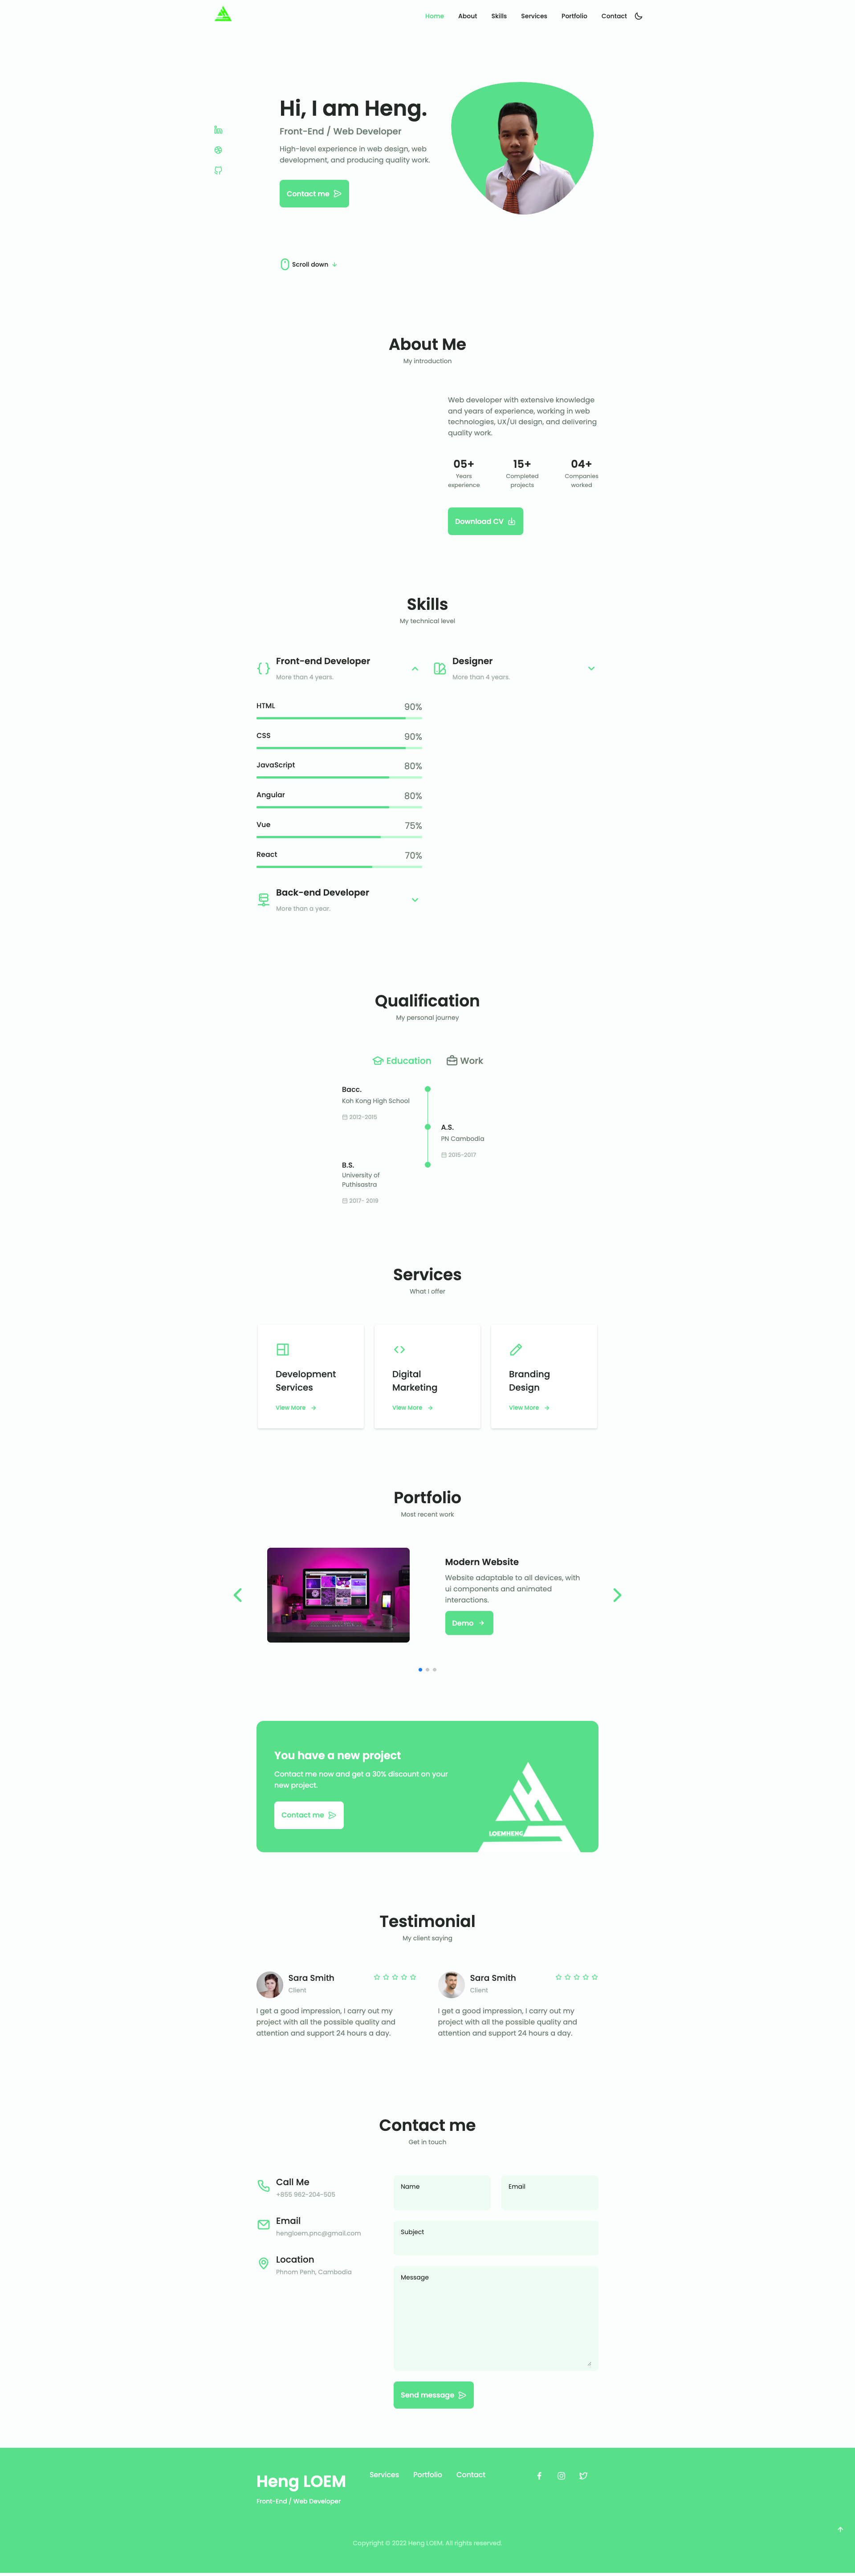 Home About Skills Services Portfolio Contact
Hi, I am Heng.
Front-End / Web Developer
High-level experience in web design, web
development, and producing quality work.
Contact me
Scroll down
About Me
My introduction
Web developer with extensive knowledge
and years of experience, working in web
technologies, UX/UI design, and delivering
quality work.
05+ 15+ 04+
Years Completed Companies
experience projects worked
Download CV
Skills
My technical level
Front-end Developer
More than 4 years.
Designer
More than 4 years.
HTML 90%
CSS 90%
JavaScript 80%
Angular 80%
Vue 75%
React 70%
Back-end Developer
More than a year.
Qualification
My personal journey
Education Work
Bacc.
Koh Kong High School
2012-2015
A.S.
PN Cambodia
2015-2017
B.S.
University of
Puthisastra
2017- 2019
Services
What I offer
Development
Services
View More
Digital
Marketing
View More
Branding
Design
View More
Portfolio
Most recent work
Modern Website
Website adaptable to all devices, with
ui components and animated
interactions.
Demo
You have a new project
Contact me now and get a 30% discount on your
new project.
Contact me
LOEMHENG
Testimonial
My client saying
Sara Smith
Client
I get a good impression, I carry out my
project with all the possible quality and
attention and support 24 hours a day.
Sara Smith
Client
I get a good impression, I carry out my
project with all the possible quality and
attention and support 24 hours a day.
Contact me
Get in touch
Call Me
+855 962-204-505
Email
hengloem.pnc@gmail.com
Location
Phnom Penh, Cambodia
Name
Email
Subject
Message
Send message
Heng LOEM
Front-End / Web Developer
Services Portfolio Contact
Copyright © 2022 Heng LOEM. All rights reserved.